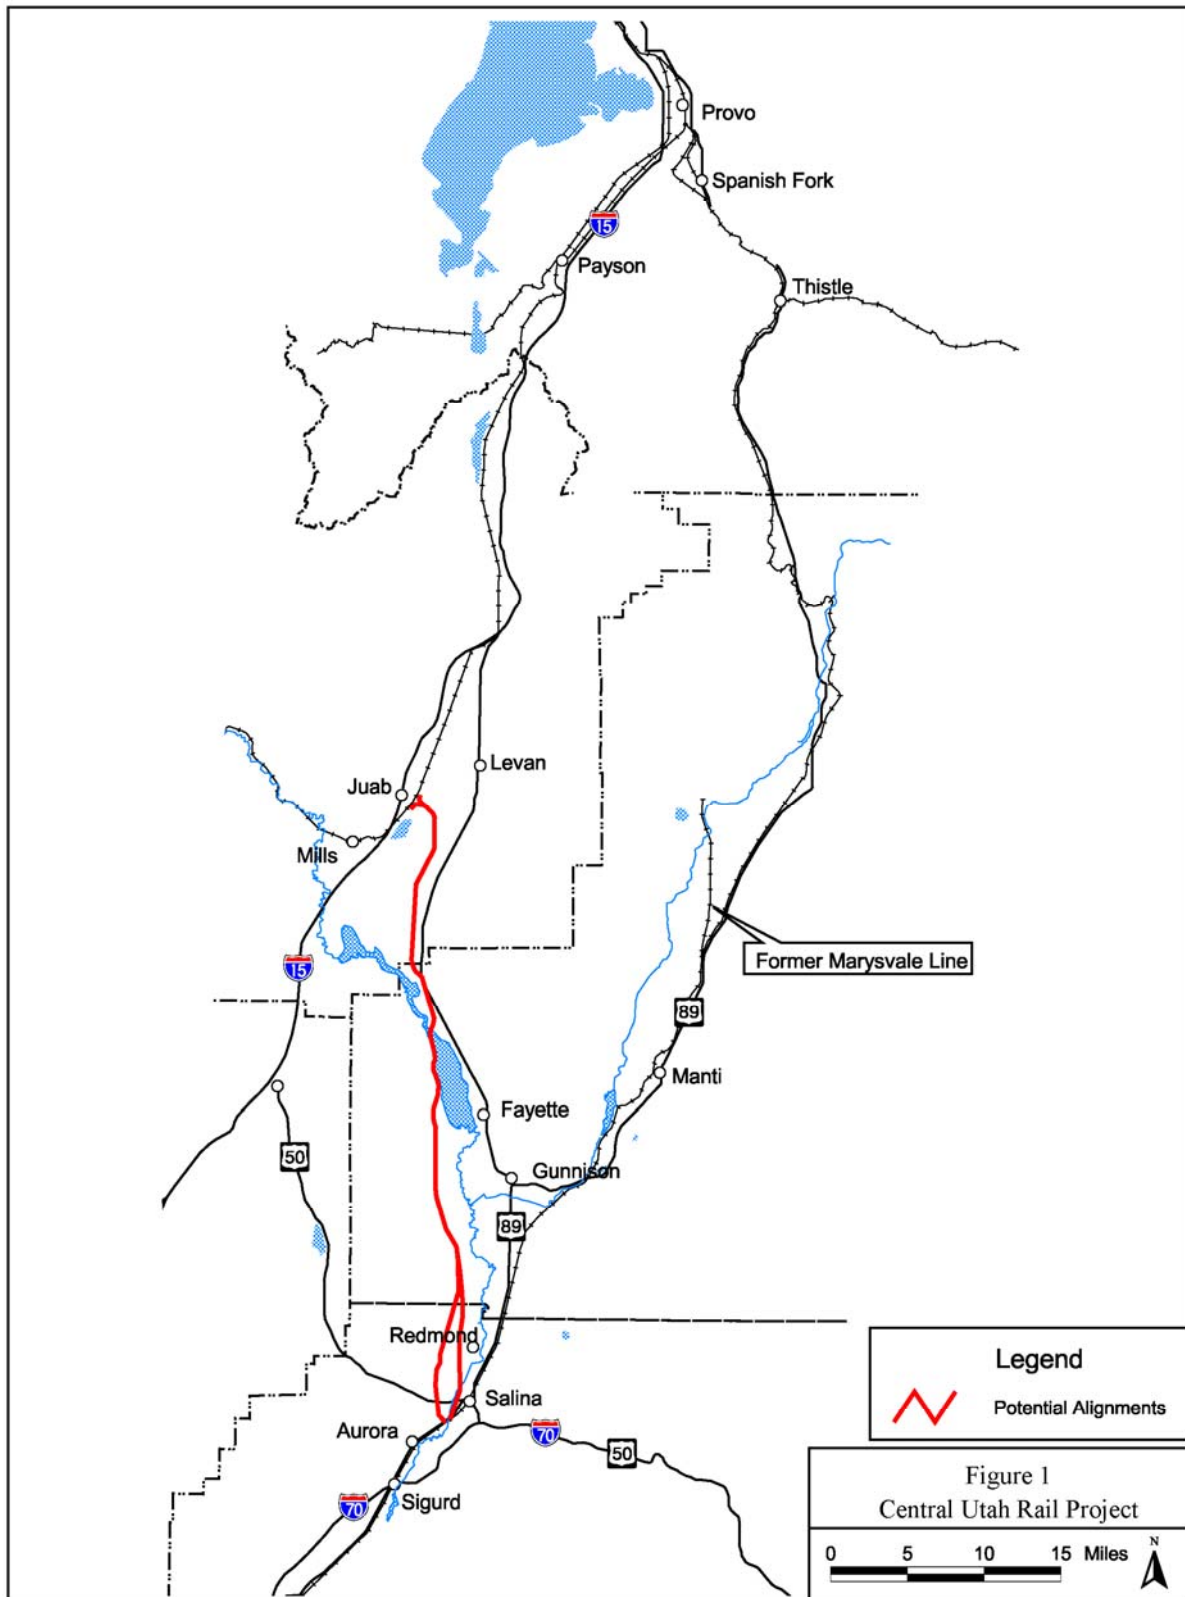 Provo
Spanish Fork
15
Payson
Thistle
Levan
Juab
Mills
15
Former Marysvale Line
89
Manti
Fayette
50
Gunnison
89
Redmond
Salina
Aurora
70
50
Sigurd
70
Legend
Potential Alignments
Figure 1
Central Utah Rail Project
0 5 10 15 Miles
N